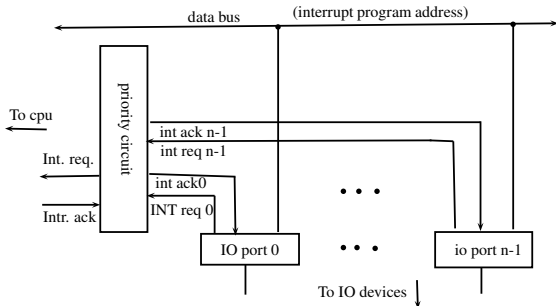 data bus
(interrupt program address)
To cpu
priority circuit
int ack n-1
int req n-1
Int. req.
int ack0
Intr. ack
INT req 0
IO port 0
io port n-1
To IO devices